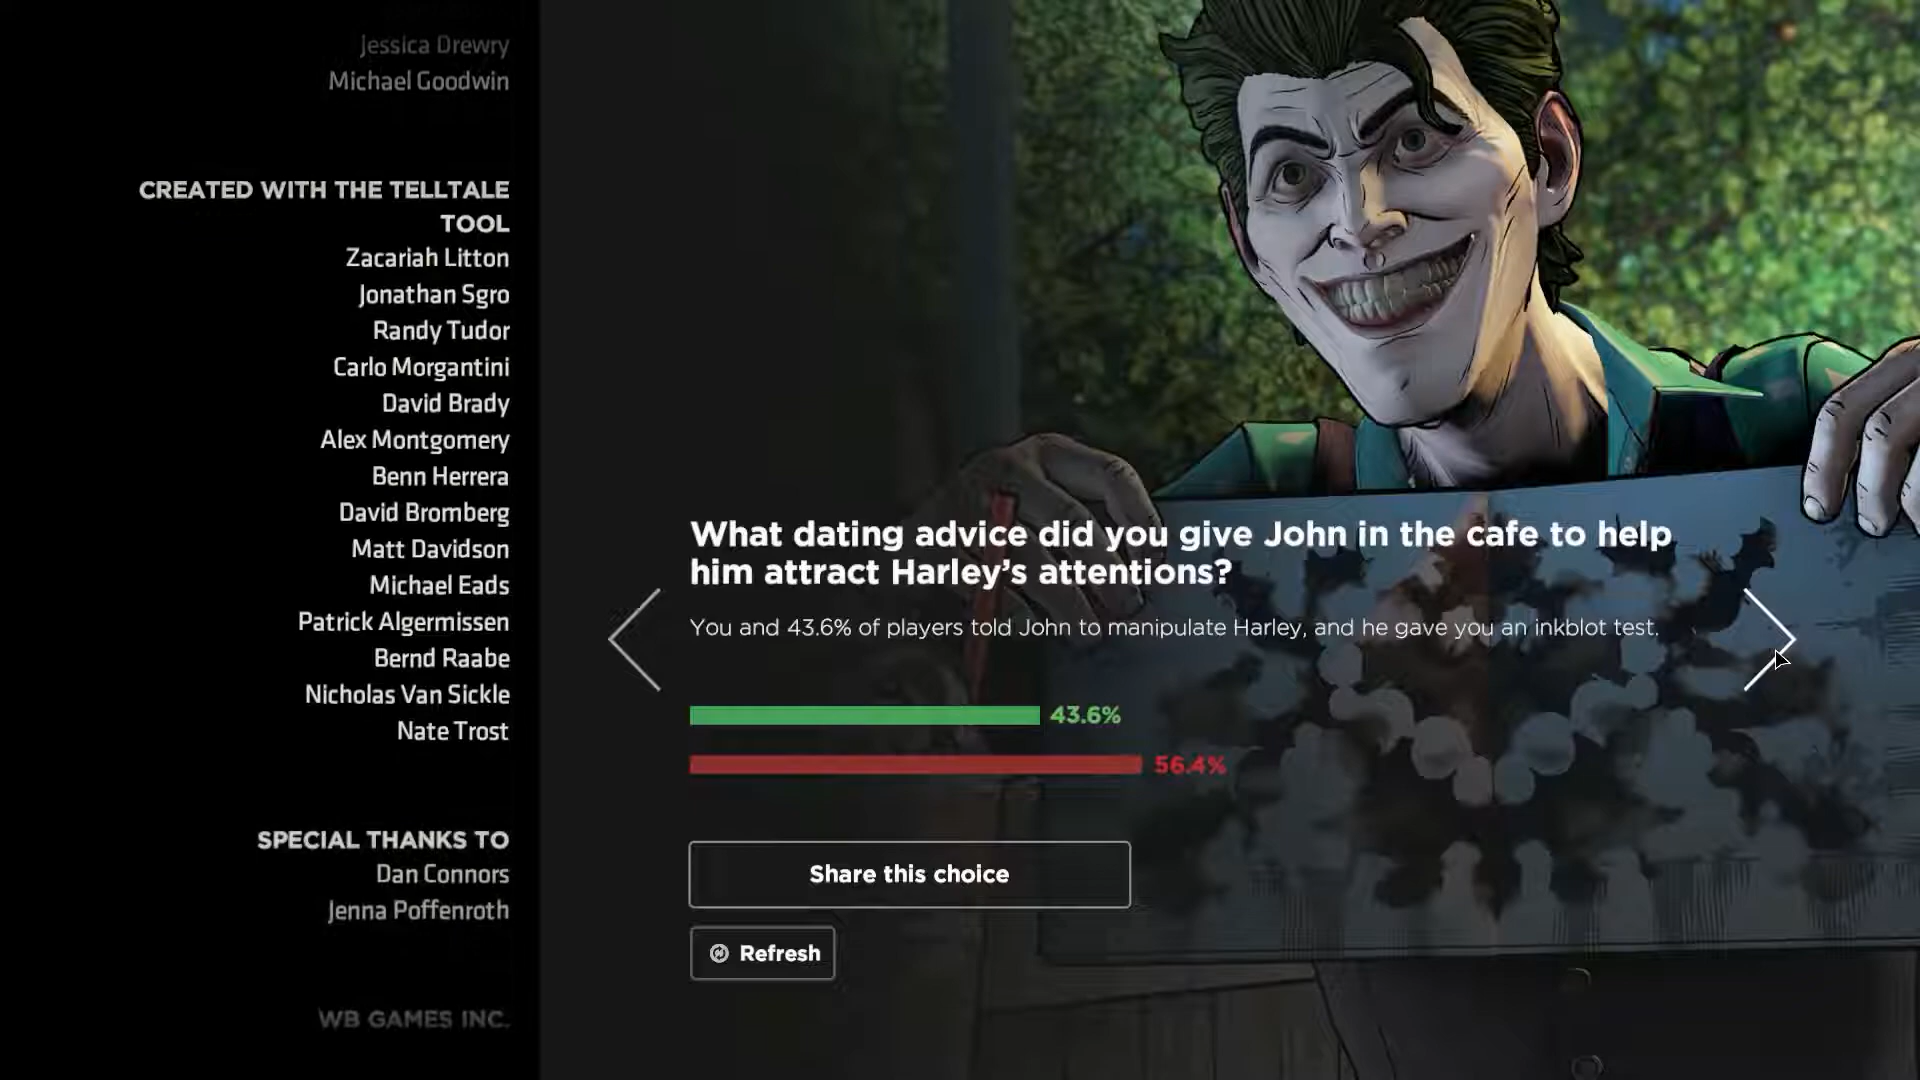 Jessica Drewry
Michael Goodwin
CREATED WITH THE TELLTALE
TOOL
Zacariah Litton
Jonathan Sgro
Randy Tudor
Carlo Morgantini
David Brady
Alex Montgomery
Benn Herrera
David Bromberg
Matt Davidson
Michael Eads
Patrick Algermissen
Bernd Raabe
Nicholas Van Sickle
Nate Trost
SPECIAL THANKS TO
Dan Connors
Jenna Poffenroth
WB GAMES INC.
What dating advice did you give John in the cafe to help
him attract Harley’s attentions?
You and 43.6% of players told John to manipulate Harley, and he gave you an inkblot test.
43.6%
56.4%
Share this choice
Refresh